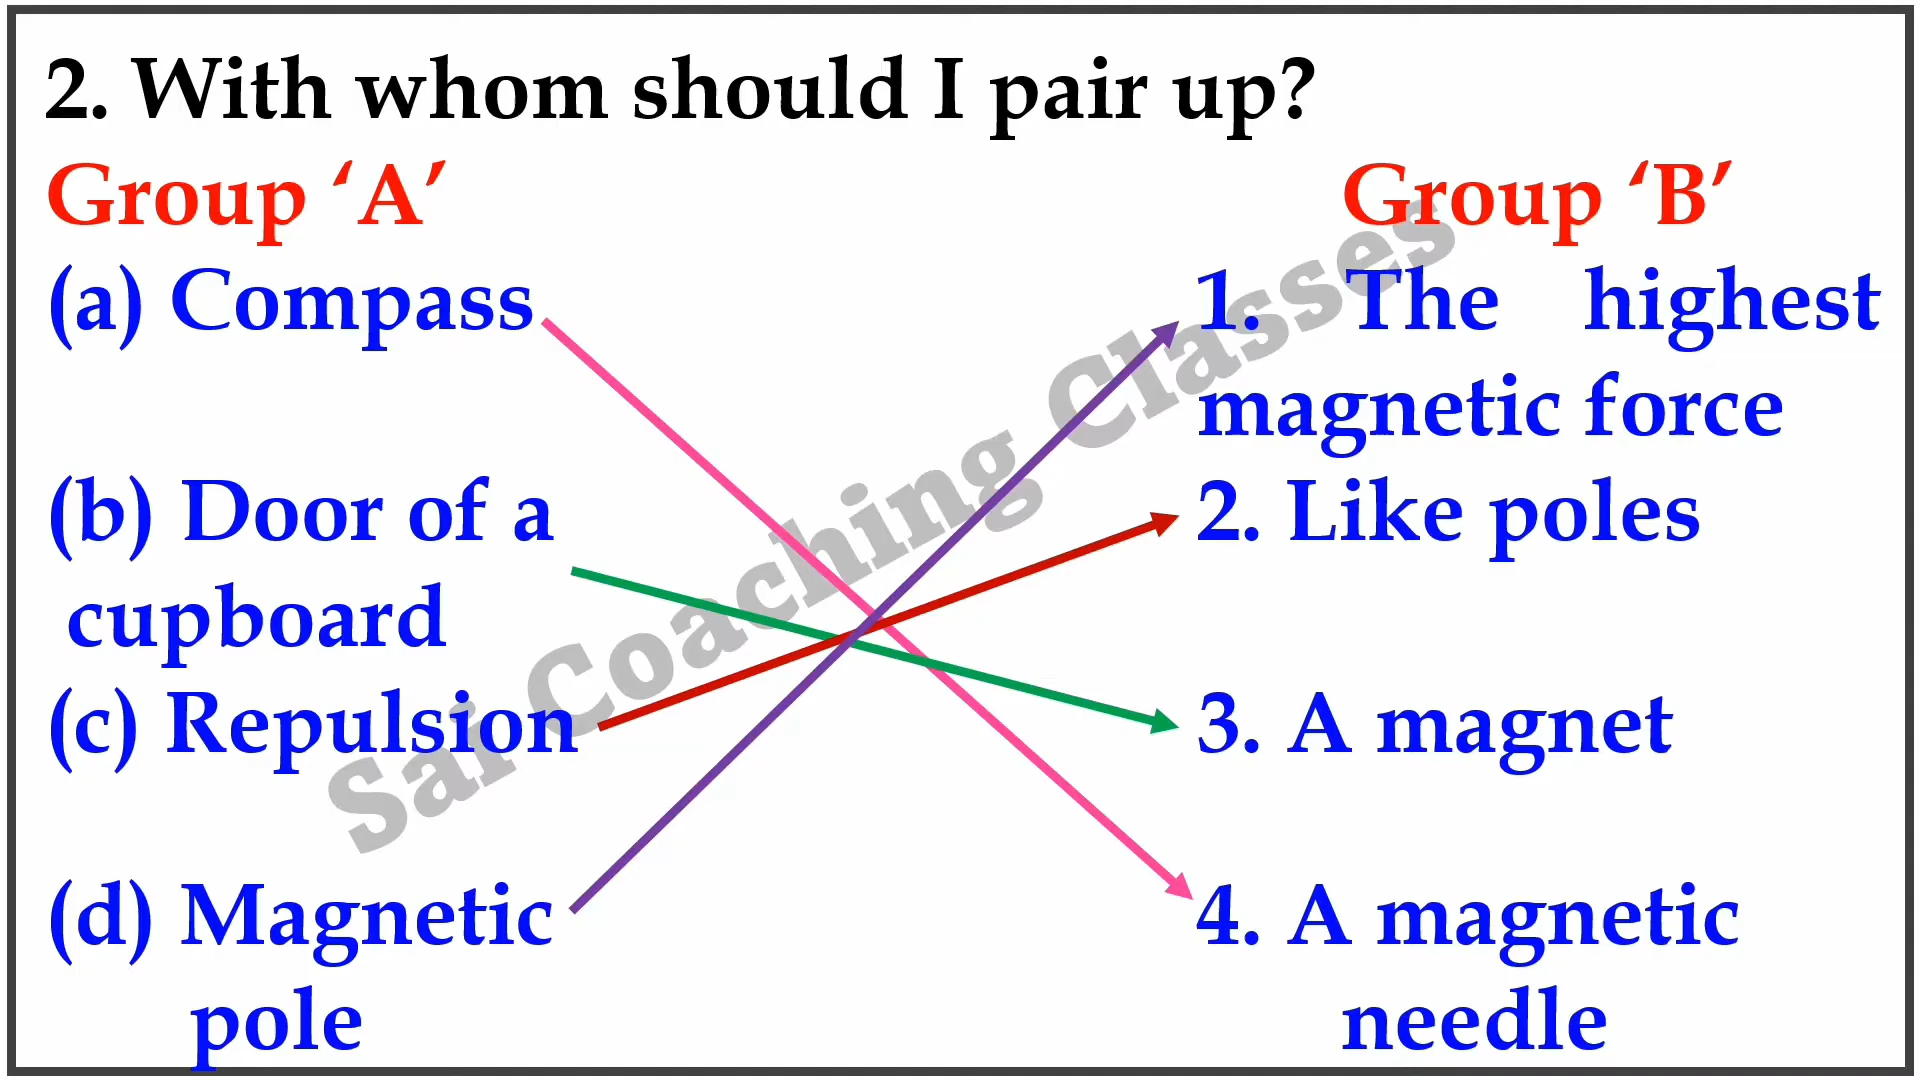 2. With whom should I pair up?
Group ‘A’ Group ‘B’
(a) Compass 1. The highest
magnetic force
(b) Door of a 2. Like poles
cupboard
(c) Repulsion 3. A magnet
(d) Magnetic 4. A magnetic
pole needle
Sai Coaching Classes